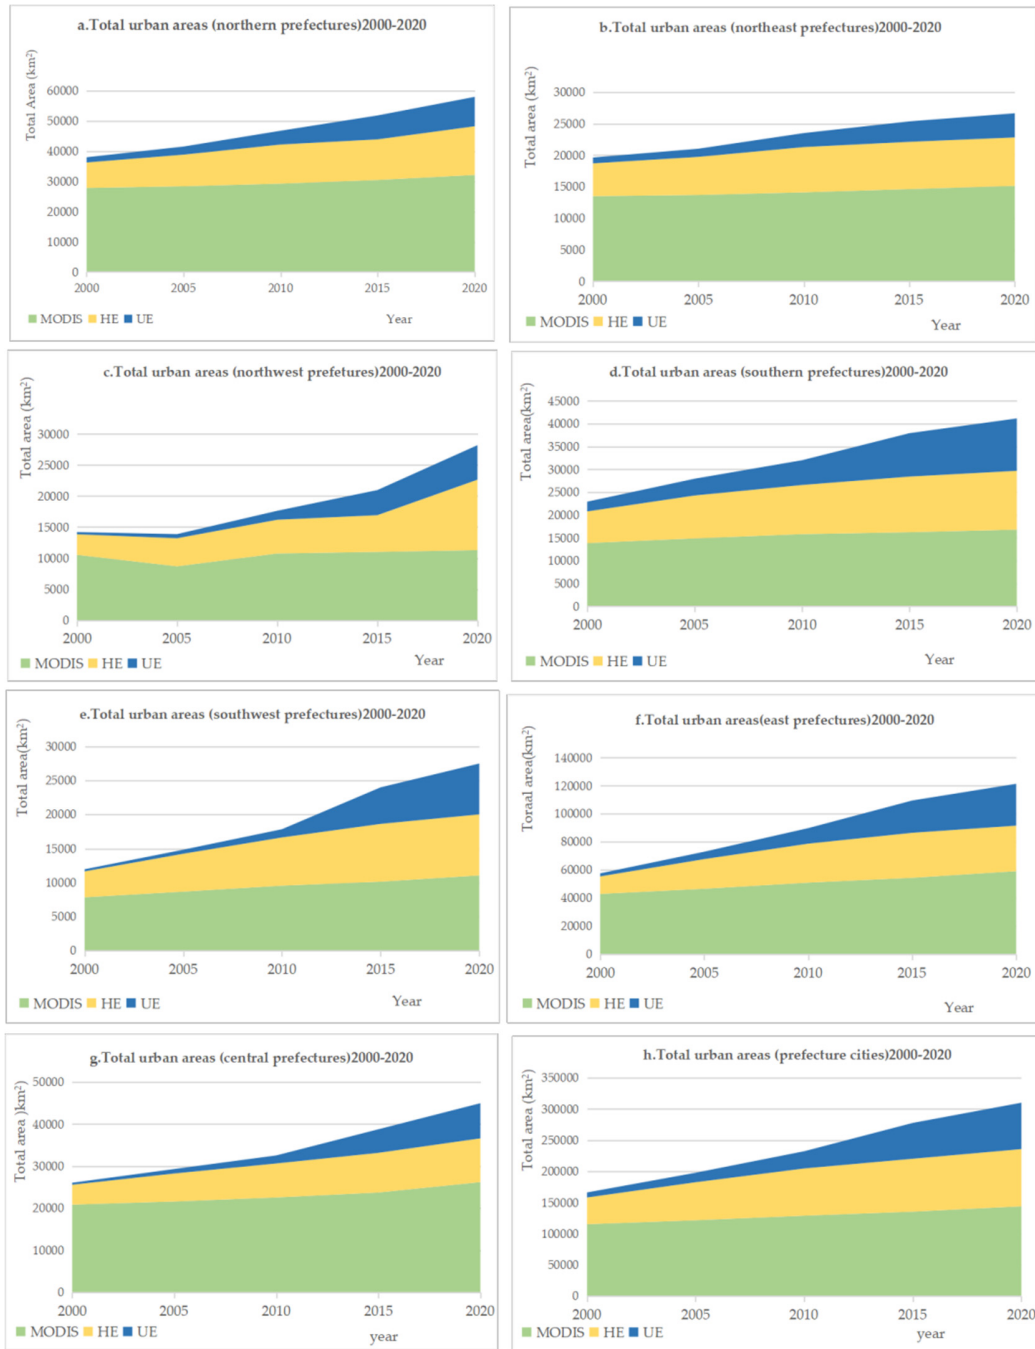 a.Total urban areas (northern prefectures)2000-2020
Total Area (km²)
60000
50000
40000
30000
20000
10000
0
2000 2005 2010 2015 2020
MODIS HE UE Year
b.Total urban areas (northeast prefectures)2000-2020
Total area (km²)
30000
25000
20000
15000
10000
5000
0
2000 2005 2010 2015 2020
MODIS HE UE Year
c.Total urban areas (northwest prefetures)2000-2020
Total area (km²)
30000
25000
20000
15000
10000
5000
0
2000 2005 2010 2015 2020
MODIS HE UE Year
d.Total urban areas (southern prefectures)2000-2020
Total area(km²)
45000
40000
35000
30000
25000
20000
15000
10000
5000
0
2000 2005 2010 2015 2020
MODIS HE UE Year
e.Total urban areas (southwest prefectures)2000-2020
Total area(km²)
30000
25000
20000
15000
10000
5000
0
2000 2005 2010 2015 2020
MODIS HE UE Year
f.Total urban areas(east prefectures)2000-2020
Toraal area(km²)
140000
120000
100000
80000
60000
40000
20000
0
2000 2005 2010 2015 2020
MODIS HE UE Year
g.Total urban areas (central prefectures)2000-2020
Total area )km²)
50000
40000
30000
20000
10000
0
2000 2005 2010 2015 2020
MODIS HE UE year
h.Total urban areas (prefecture cities)2000-2020
Total area (km²)
350000
300000
250000
200000
150000
100000
50000
0
2000 2005 2010 2015 2020
MODIS HE UE year